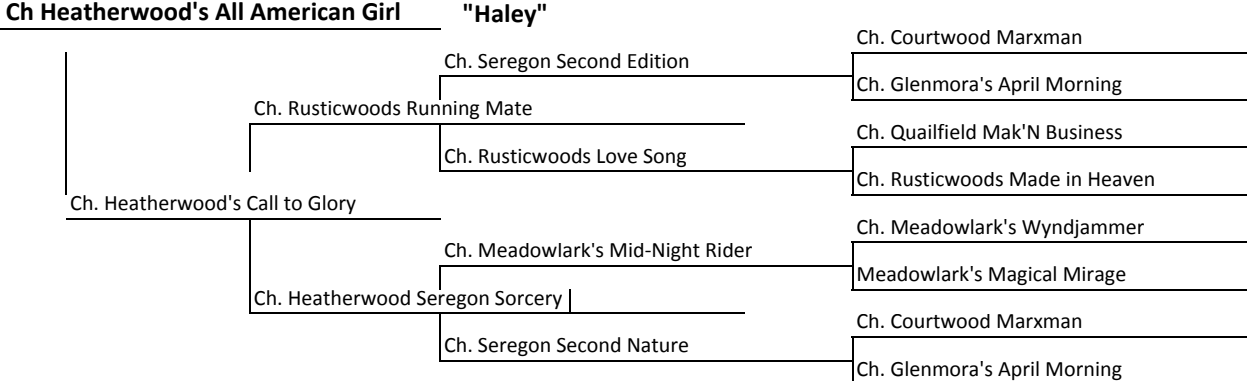 Ch Heatherwood's All American Girl "Haley"
Ch. Courtwood Marxman
Ch. Seregon Second Edition
Ch. Glenmora's April Morning
Ch. Rusticwoods Running Mate
Ch. Quailfield Mak'N Business
Ch. Rusticwoods Love Song
Ch. Rusticwoods Made in Heaven
Ch. Heatherwood's Call to Glory
Ch. Meadowlark's Wyndjammer
Ch. Meadowlark's Mid-Night Rider
Meadowlark's Magical Mirage
Ch. Heatherwood Seregon Sorcery
Ch. Courtwood Marxman
Ch. Seregon Second Nature
Ch. Glenmora's April Morning